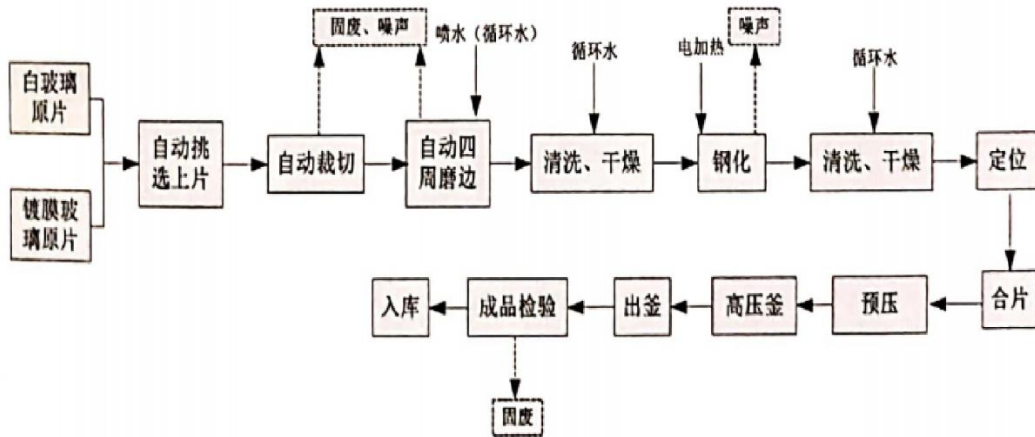 固废、噪声
喷水（循环水）
循环水
电加热
噪声
循环水
白玻璃
原片
镀膜玻
璃原片
自动挑
选上片
自动裁切
自动四
周磨边
清洗、干燥
钢化
清洗、干燥
定位
合片
预压
高压釜
出釜
成品检验
入库
固废